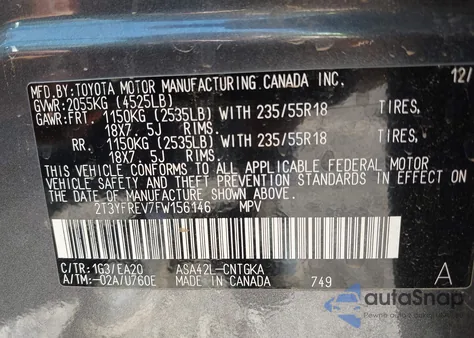 MFD.BY: TOYOTA MOTOR MANUFACTURING CANADA INC. 12/
GVWR: 2055KG (4525LB)
GAWR: FRT 1150KG (2535LB) WITH 235/55R18 TIRES,
18X7.5J RIMS.
RR. 1150KG (2535LB) WITH 235/55R18 TIRES,
18X7.5J RIMS.
THIS VEHICLE CONFORMS TO ALL APPLICABLE FEDERAL MOTOR
VEHICLE SAFETY AND THEFT PREVENTION STANDARDS IN EFFECT ON
THE DATE OF MANUFACTURE SHOWN ABOVE.
2T3YFREV7FW156146 MPV
C/TR: 1G3/EA20 ASA42L-CNTGKA
A/TM: -02A/U760E MADE IN CANADA 749 A
autoSnap
Pewne auto z